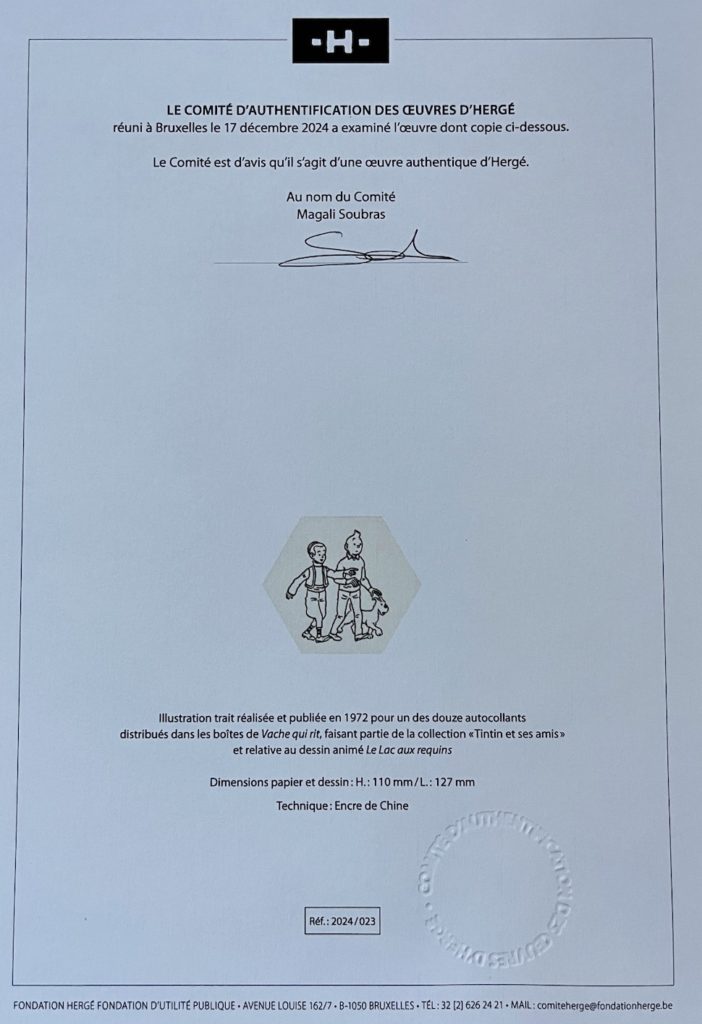 ·H·
LE COMITÉ D'AUTHENTIFICATION DES ŒUVRES D'HERGÉ
réuni à Bruxelles le 17 décembre 2024 a examiné l'œuvre dont copie ci-dessous.
Le Comité est d'avis qu'il s'agit d'une œuvre authentique d'Hergé.
Au nom du Comité
Magali Soubras
Illustration trait réalisée et publiée en 1972 pour un des douze autocollants
distribués dans les boîtes de Vache qui rit, faisant partie de la collection «Tintin et ses amis»
et relative au dessin animé Le Lac aux requins
Dimensions papier et dessin : H. : 110 mm / L. : 127 mm
Technique : Encre de Chine
COMITÉ D'AUTHENTIFICATION DES ŒUVRES D'HERGÉ •
Réf. : 2024 / 023
FONDATION HERGÉ FONDATION D'UTILITÉ PUBLIQUE • AVENUE LOUISE 162/7 • B-1050 BRUXELLES • TÉL : 32 [2] 626 24 21 • MAIL : comiteherge@fondationherge.be